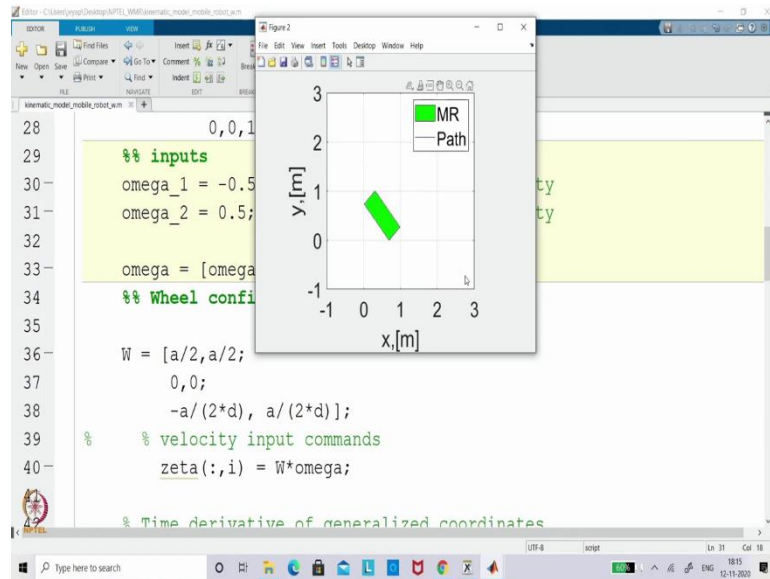 Editor - C:\Users\jeyap\Desktop\NPTEL_WMR\kinematic_model_mobile_robot_w.m
EDITOR PUBLISH VIEW
New Open Save Find Files Compare Print Go To Find Insert Comment Indent
FILE NAVIGATE EDIT
kinematic_model_mobile_robot_w.m
Figure 2
File Edit View Insert Tools Desktop Window Help
MR
Path
3
2
1
0
-1
y,[m]
-1 0 1 2 3
x,[m]
28 0,0,1
29 %% inputs
30 omega_1 = -0.5 ty
31 omega_2 = 0.5; ty
32
33 omega = [omega
34 %% Wheel confi
35
36 W = [a/2,a/2;
37 0,0;
38 -a/(2*d), a/(2*d)];
39 % % velocity input commands
40 zeta(:,i) = W*omega;
42 % Time derivative of generalized coordinates
NPTEL
UTF-8 script Ln 31 Col 18
Type here to search
60% ENG 18:15
12-11-2020